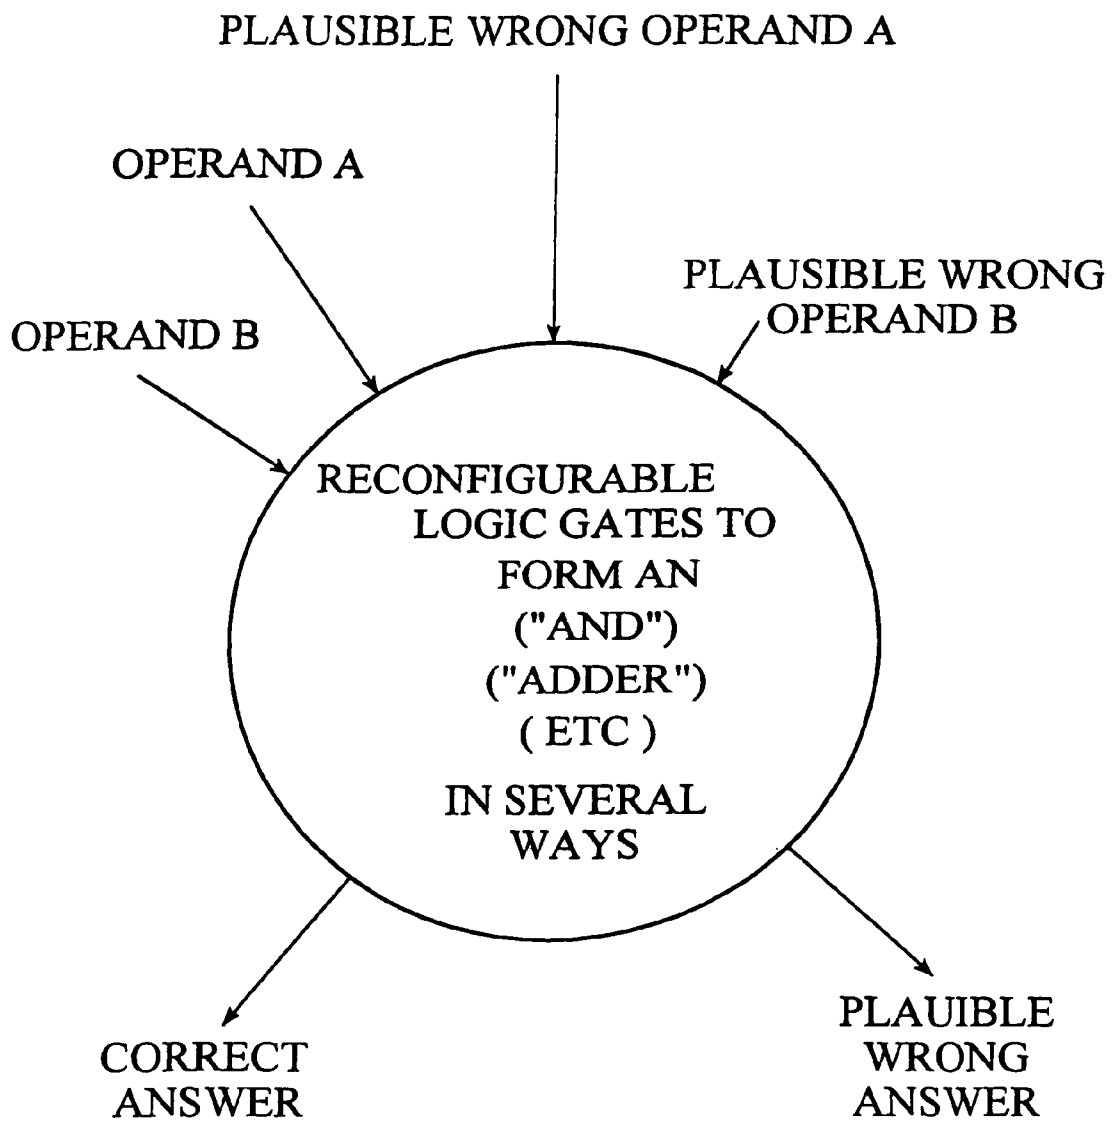 PLAUSIBLE WRONG OPERAND A
OPERAND A
PLAUSIBLE WRONG
OPERAND B
OPERAND B
RECONFIGURABLE
LOGIC GATES TO
FORM AN
("AND")
("ADDER")
( ETC )
IN SEVERAL
WAYS
CORRECT
ANSWER
PLAUIBLE
WRONG
ANSWER